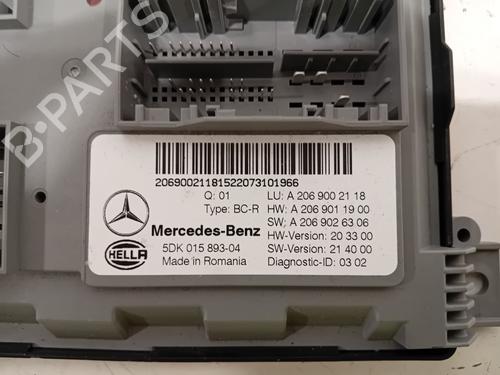 B-PARTS
20690021181522073101966
Q: 01 LU: A 206 900 21 18
Type: BC-R HW: A 206 901 19 00
Mercedes-Benz SW; A 206 902 63 06
HW-Version: 20 33 00
HELLA 5DK 015 893-04 SW-Version: 21 40 00
Made in Romania Diagnostic-ID: 03 02